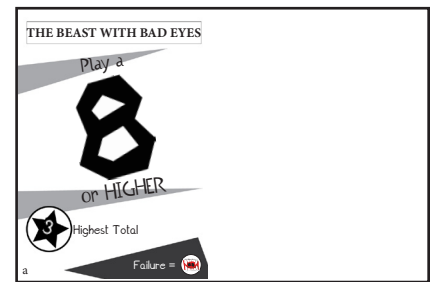 THE BEAST WITH BAD EYES
Play a
8
or HIGHER
3 Highest Total
Failure =
a